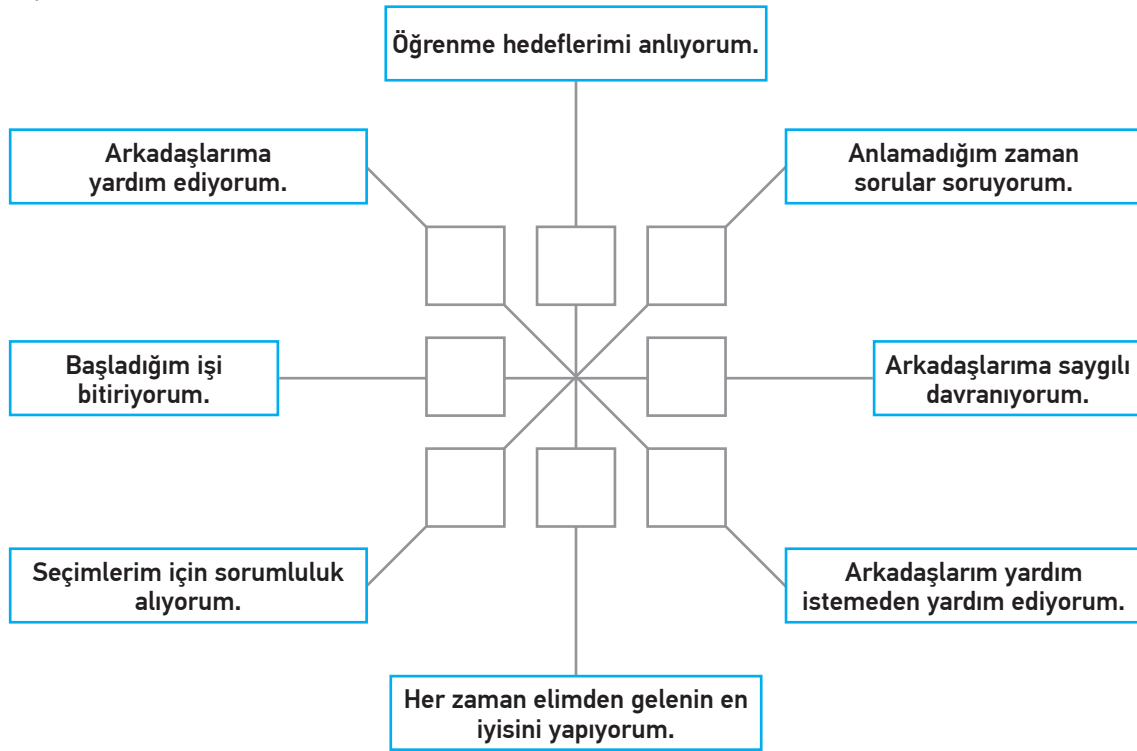 Öğrenme hedeflerimi anlıyorum.
Arkadaşlarıma
yardım ediyorum.
Anlamadığım zaman
sorular soruyorum.
Başladığım işi
bitiriyorum.
Arkadaşlarıma saygılı
davranıyorum.
Seçimlerim için sorumluluk
alıyorum.
Arkadaşlarım yardım
istemeden yardım ediyorum.
Her zaman elimden gelenin en
iyisini yapıyorum.